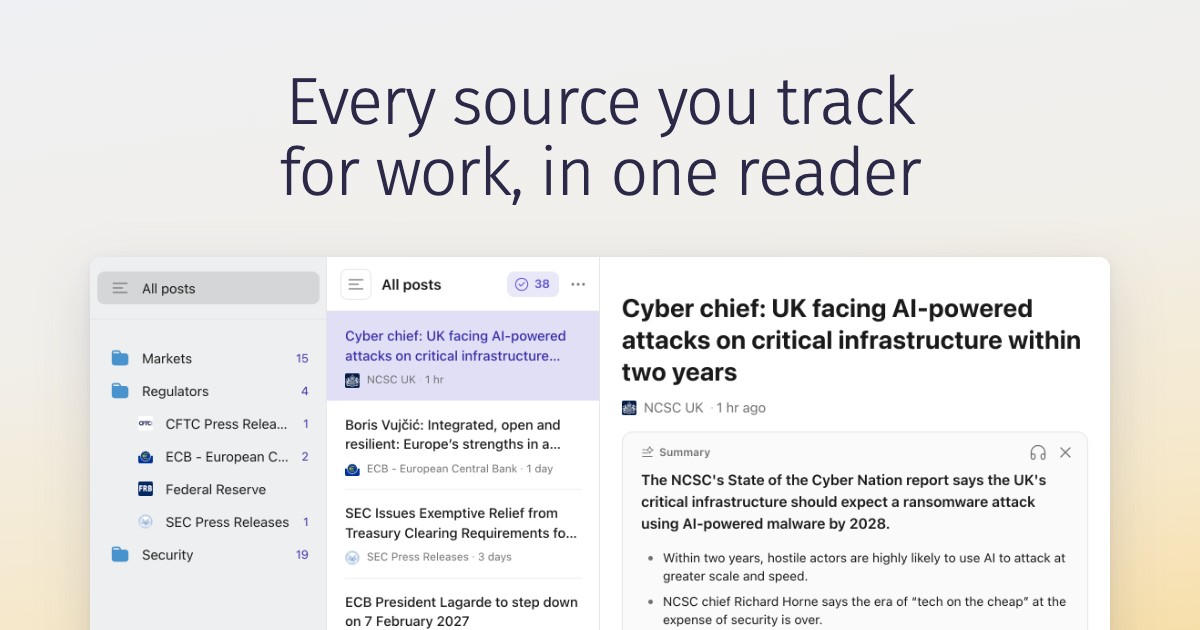 Every source you track
for work, in one reader
All posts
Markets 15
Regulators 4
CFTC CFTC Press Relea... 1
ECB - European C... 2
FRB Federal Reserve
SEC Press Releases 1
Security 19
All posts 38
Cyber chief: UK facing AI-powered
attacks on critical infrastructure...
NCSC UK · 1 hr
Boris Vujčić: Integrated, open and
resilient: Europe's strengths in a...
ECB - European Central Bank · 1 day
SEC Issues Exemptive Relief from
Treasury Clearing Requirements fo...
SEC Press Releases · 3 days
ECB President Lagarde to step down
on 7 February 2027
Cyber chief: UK facing AI-powered
attacks on critical infrastructure within
two years
NCSC UK · 1 hr ago
Summary
The NCSC's State of the Cyber Nation report says the UK's
critical infrastructure should expect a ransomware attack
using AI-powered malware by 2028.
• Within two years, hostile actors are highly likely to use AI to attack at
greater scale and speed.
• NCSC chief Richard Horne says the era of “tech on the cheap” at the
expense of security is over.